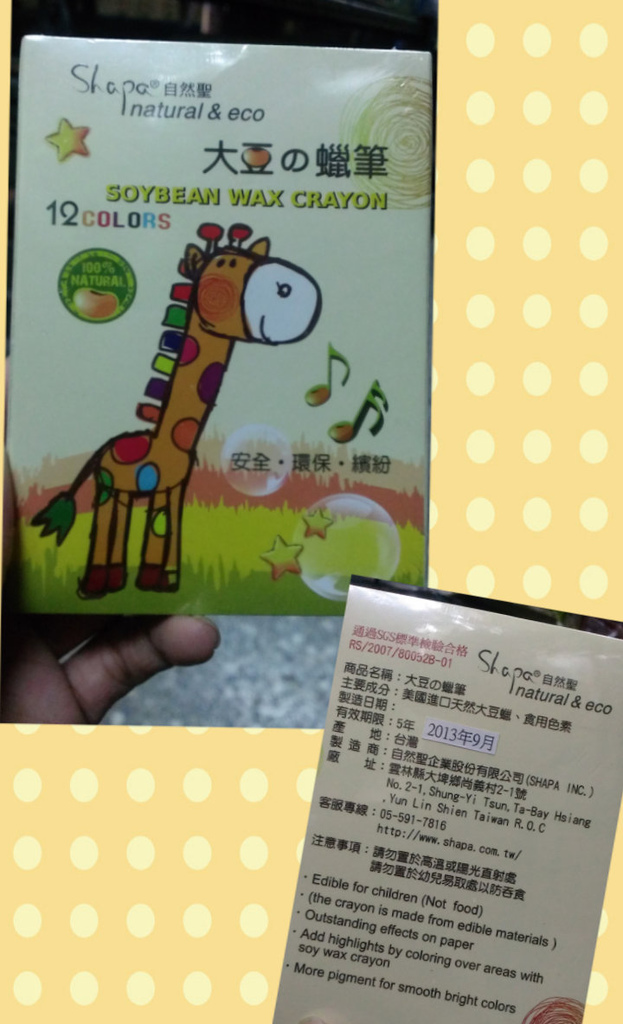 Shapa® 自然聖
natural & eco
大豆の蠟筆
SOYBEAN WAX CRAYON
12 COLORS
100%
NATURAL
安全・環保・繽紛
通過SGS標準檢驗合格
RS/2007/80052B-01
Shapa® 自然聖
natural & eco
商品名稱：大豆の蠟筆
主要成分：美國進口天然大豆蠟、食用色素
製造日期：
有效期限：5年 2013年9月
產 地：台灣
製 造 商：自然聖企業股份有限公司(SHAPA INC.)
廠 址：雲林縣大埤鄉尚義村2-1號
No.2-1,Shung-Yi Tsun,Ta-Bay Hsiang
,Yun Lin Shien Taiwan R.O.C
客服專線：05-591-7816
http://www.shapa.com.tw/
注意事項：請勿置於高溫或陽光直射處
請勿置於幼兒易取處以防吞食
· Edible for children (Not food)
· (the crayon is made from edible materials )
· Outstanding effects on paper
· Add highlights by coloring over areas with
soy wax crayon
· More pigment for smooth bright colors